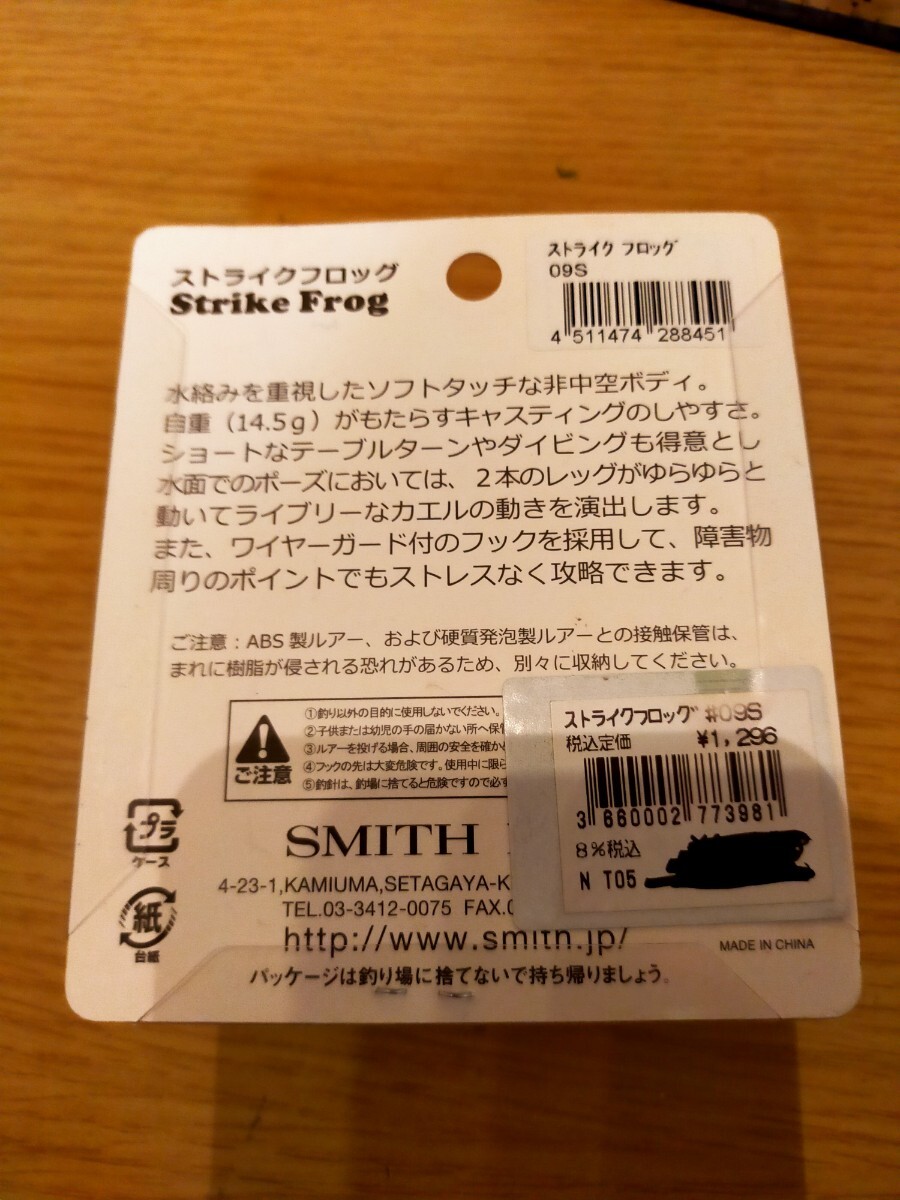 ストライクフロッグ
Strike Frog
ストライク フロッグ
09S
4 511474 288451
水絡みを重視したソフトタッチな非中空ボディ。
自重（14.5g）がもたらすキャスティングのしやすさ。
ショートなテーブルターンやダイビングも得意とし
水面でのポーズにおいては、２本のレッグがゆらゆらと
動いてライブリーなカエルの動きを演出します。
また、ワイヤーガード付のフックを採用して、障害物
周りのポイントでもストレスなく攻略できます。
ご注意：ABS製ルアー、および硬質発泡製ルアーとの接触保管は、
まれに樹脂が侵される恐れがあるため、別々に収納してください。
ご注意
①釣り以外の目的に使用しないでください。
②子供または幼児の手の届かない所へ保管
③ルアーを投げる場合、周囲の安全を確か
④フックの先は大変危険です。使用中に限ら
⑤釣針は、釣場に捨てると危険ですので必ず
ストライクフロッグ #09S
税込定価 ¥1,296
3 660002 773981
8%税込
N T05
プラ
ケース
紙
台紙
SMITH
4-23-1,KAMIUMA,SETAGAYA-K
TEL.03-3412-0075 FAX.0
http://www.smith.jp/
MADE IN CHINA
パッケージは釣り場に捨てないで持ち帰りましょう。